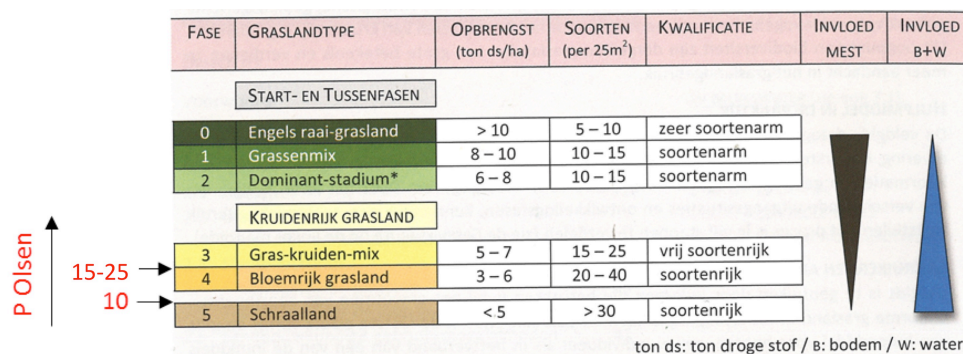 FASE GRASLANDTYPE OPBRENGST SOORTEN KWALIFICATIE INVLOED INVLOED
(ton ds/ha) (per 25m²) MEST B+W
START- EN TUSSENFASEN
0 Engels raai-grasland > 10 5 – 10 zeer soortenarm
1 Grassenmix 8 – 10 10 – 15 soortenarm
2 Dominant-stadium* 6 – 8 10 – 15 soortenarm
KRUIDENRIJK GRASLAND
3 Gras-kruiden-mix 5 – 7 15 – 25 vrij soortenrijk
4 Bloemrijk grasland 3 – 6 20 – 40 soortenrijk
5 Schraalland < 5 > 30 soortenrijk
P Olsen
15-25
10
ton ds: ton droge stof / B: bodem / W: water